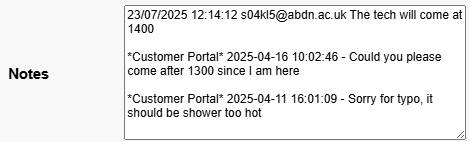 Notes
23/07/2025 12:14:12 s04kl5@abdn.ac.uk The tech will come at
1400
*Customer Portal* 2025-04-16 10:02:46 - Could you please
come after 1300 since I am here
*Customer Portal* 2025-04-11 16:01:09 - Sorry for typo, it
should be shower too hot